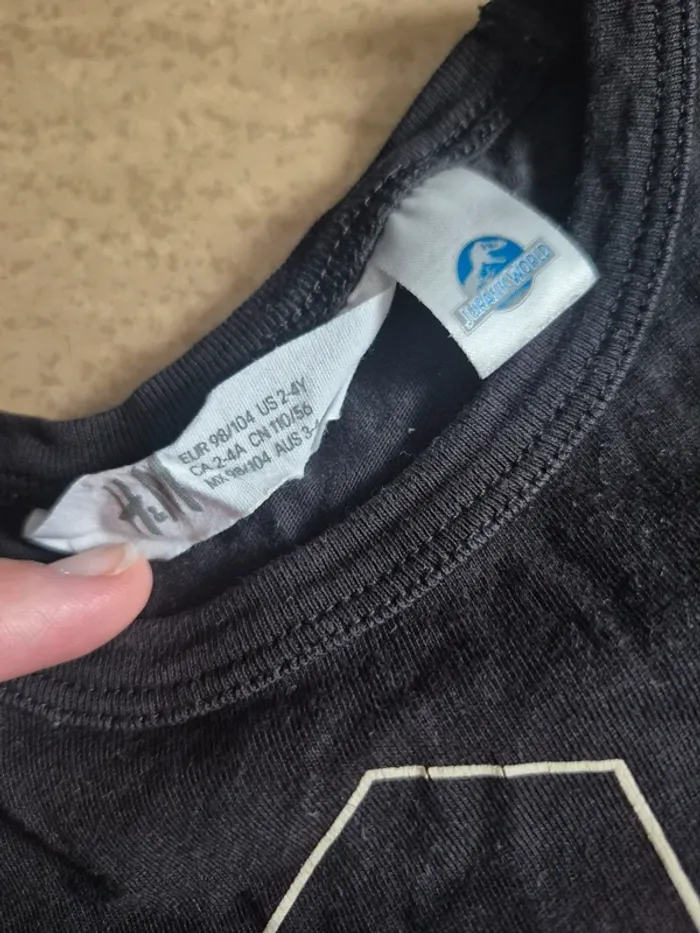 JURASSIC WORLD
EUR 98/104 US 2-4Y
CA 2-4A CN 110/56
MX 98/104 AUS 3-
H&M